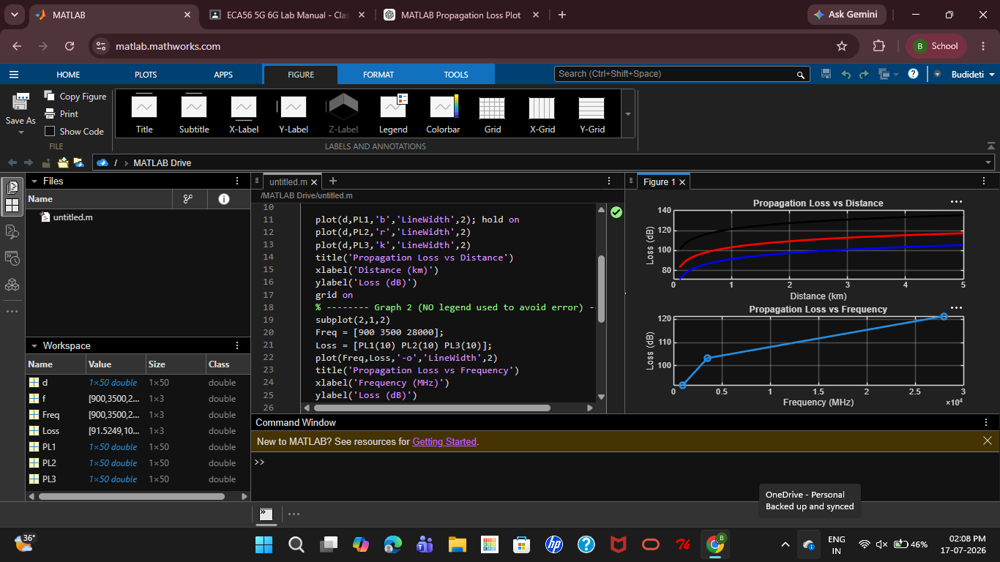 MATLAB
ECA56 5G 6G Lab Manual - Clas
MATLAB Propagation Loss Plot
Ask Gemini
matlab.mathworks.com
B School
HOME
PLOTS
APPS
FIGURE
FORMAT
TOOLS
Search (Ctrl+Shift+Space)
Budideti
Save As
Copy Figure
Print
Show Code
FILE
Title
Subtitle
X-Label
Y-Label
Z-Label
Legend
Colorbar
Grid
X-Grid
Y-Grid
LABELS AND ANNOTATIONS
/ > MATLAB Drive
Files
Name
untitled.m
Workspace
Name Value Size Class
d 1×50 double 1×50 double
f [900,3500,2... 1×3 double
Freq [900,3500,2... 1×3 double
Loss [91.5249,10... 1×3 double
PL1 1×50 double 1×50 double
PL2 1×50 double 1×50 double
PL3 1×50 double 1×50 double
untitled.m
/MATLAB Drive/untitled.m
10
11 plot(d,PL1,'b','LineWidth',2); hold on
12 plot(d,PL2,'r','LineWidth',2)
13 plot(d,PL3,'k','LineWidth',2)
14 title('Propagation Loss vs Distance')
15 xlabel('Distance (km)')
16 ylabel('Loss (dB)')
17 grid on
18 % -------- Graph 2 (NO legend used to avoid error) -
19 subplot(2,1,2)
20 Freq = [900 3500 28000];
21 Loss = [PL1(10) PL2(10) PL3(10)];
22 plot(Freq,Loss,'-o','LineWidth',2)
23 title('Propagation Loss vs Frequency')
24 xlabel('Frequency (MHz)')
25 ylabel('Loss (dB)')
26
Figure 1
Propagation Loss vs Distance
140
120
100
80
Loss (dB)
0 1 2 3 4 5
Distance (km)
Propagation Loss vs Frequency
120
110
100
Loss (dB)
0 0.5 1 1.5 2 2.5 3
Frequency (MHz)
×10⁴
Command Window
New to MATLAB? See resources for Getting Started.
>>
OneDrive - Personal
Backed up and synced
36°
ENG
IN
46%
02:08 PM
17-07-2026